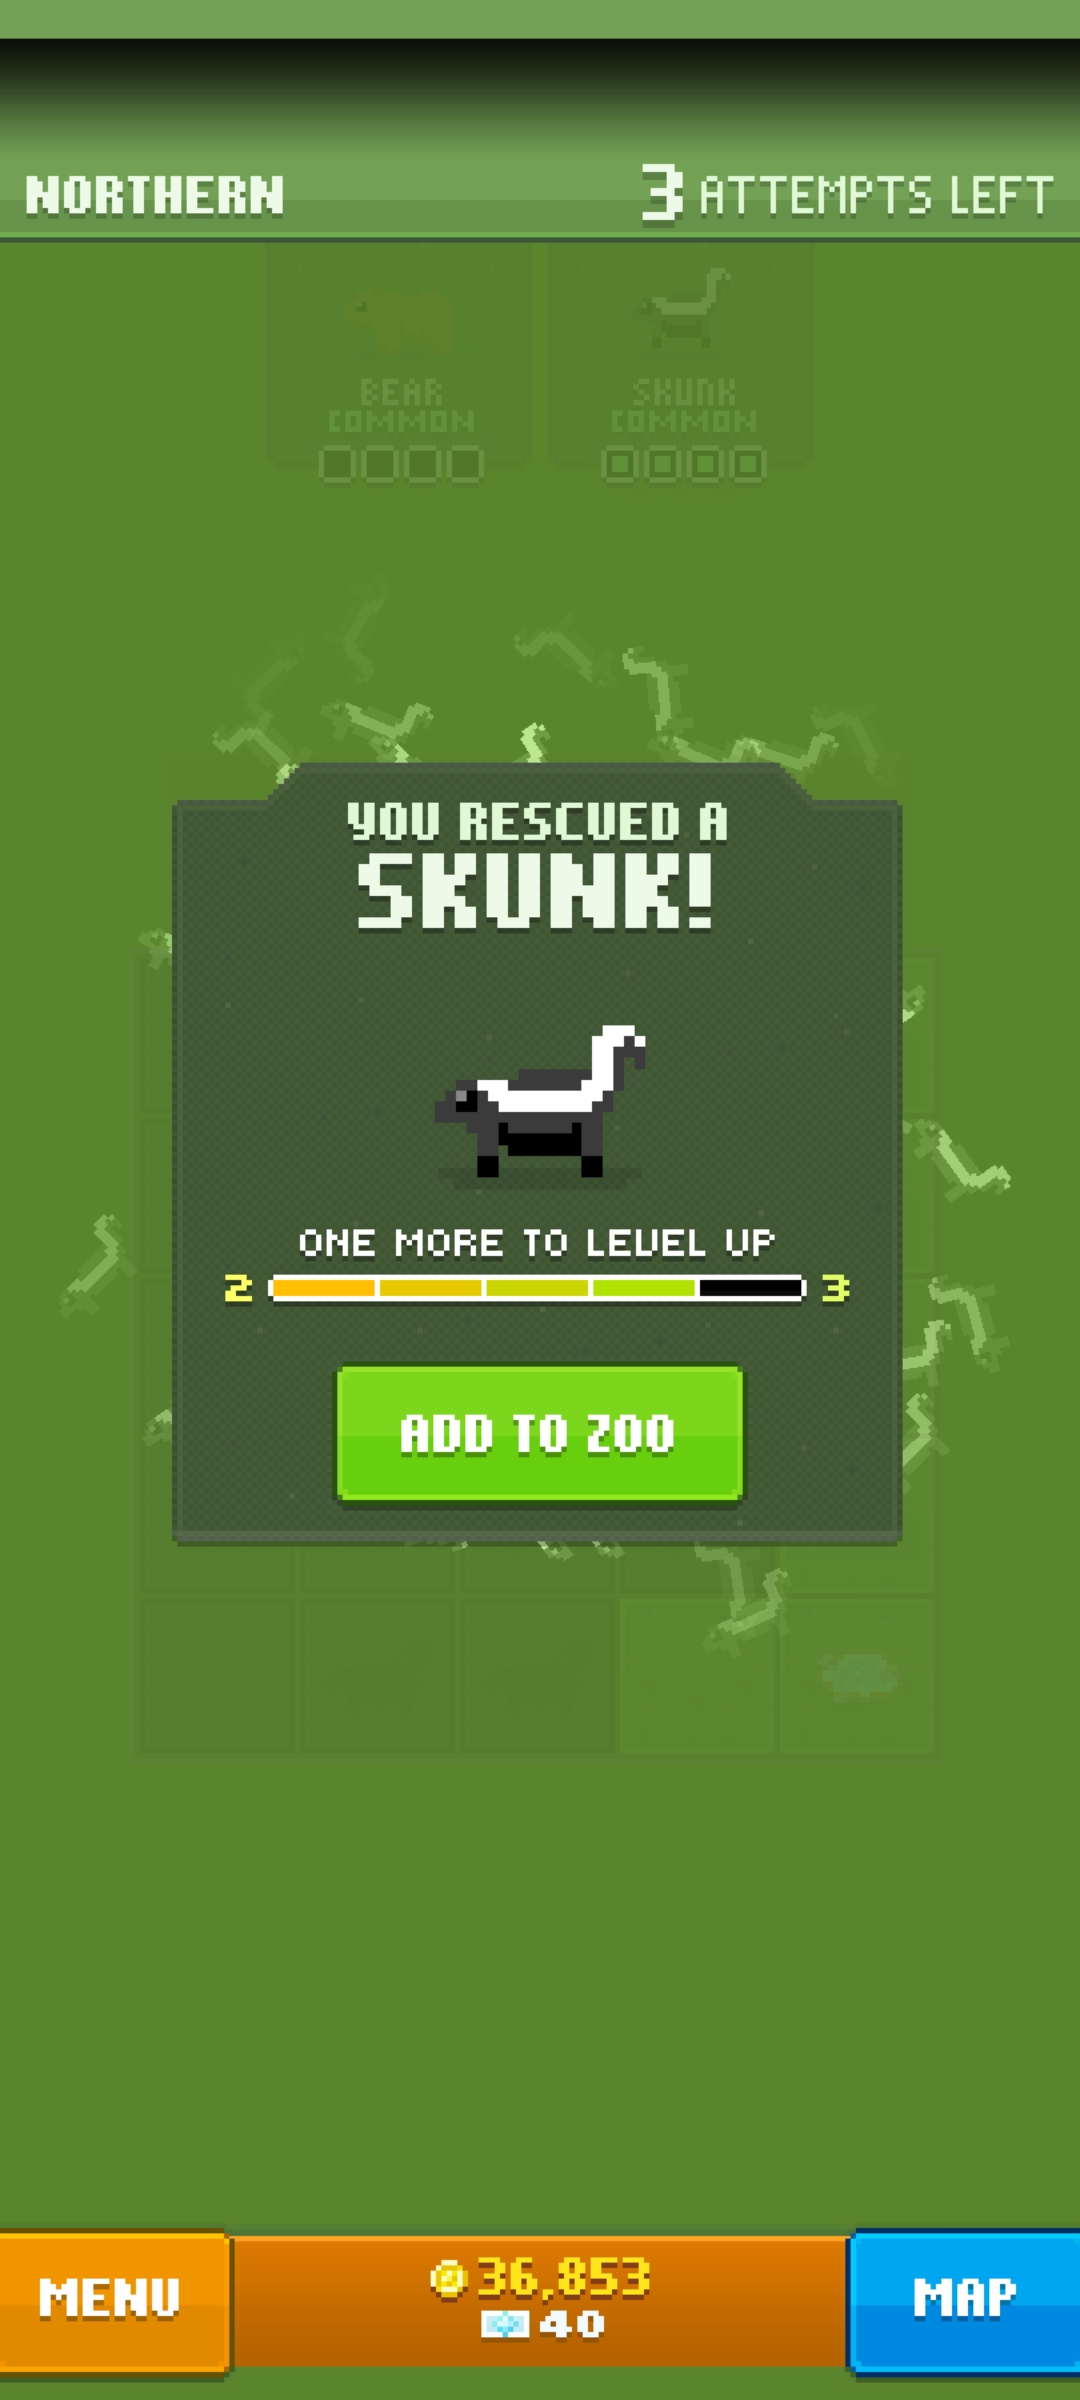 NORTHERN
3 ATTEMPTS LEFT
BEAR
COMMON
SKUNK
COMMON
YOU RESCUED A
SKUNK!
ONE MORE TO LEVEL UP
2 3
ADD TO ZOO
MENU
36,853
40
MAP